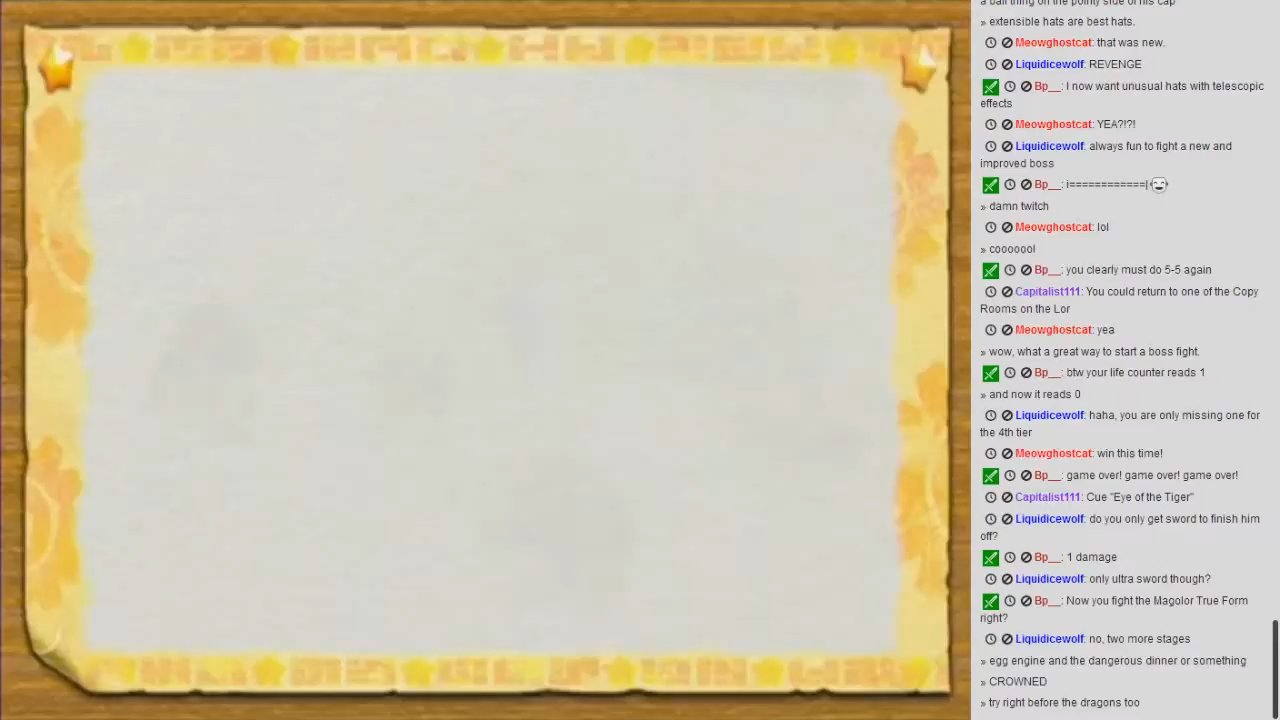 a ball thing on the pointy side of his cap
» extensible hats are best hats.
Meowghostcat: that was new.
Liquidicewolf: REVENGE
Bp__: I now want unusual hats with telescopic
effects
Meowghostcat: YEA?!?!
Liquidicewolf: always fun to fight a new and
improved boss
Bp__: i============|
» damn twitch
Meowghostcat: lol
» cooooool
Bp__: you clearly must do 5-5 again
Capitalist111: You could return to one of the Copy
Rooms on the Lor
Meowghostcat: yea
» wow, what a great way to start a boss fight.
Bp__: btw your life counter reads 1
» and now it reads 0
Liquidicewolf: haha, you are only missing one for
the 4th tier
Meowghostcat: win this time!
Bp__: game over! game over! game over!
Capitalist111: Cue "Eye of the Tiger"
Liquidicewolf: do you only get sword to finish him
off?
Bp__: 1 damage
Liquidicewolf: only ultra sword though?
Bp__: Now you fight the Magolor True Form
right?
Liquidicewolf: no, two more stages
» egg engine and the dangerous dinner or something
» CROWNED
» try right before the dragons too